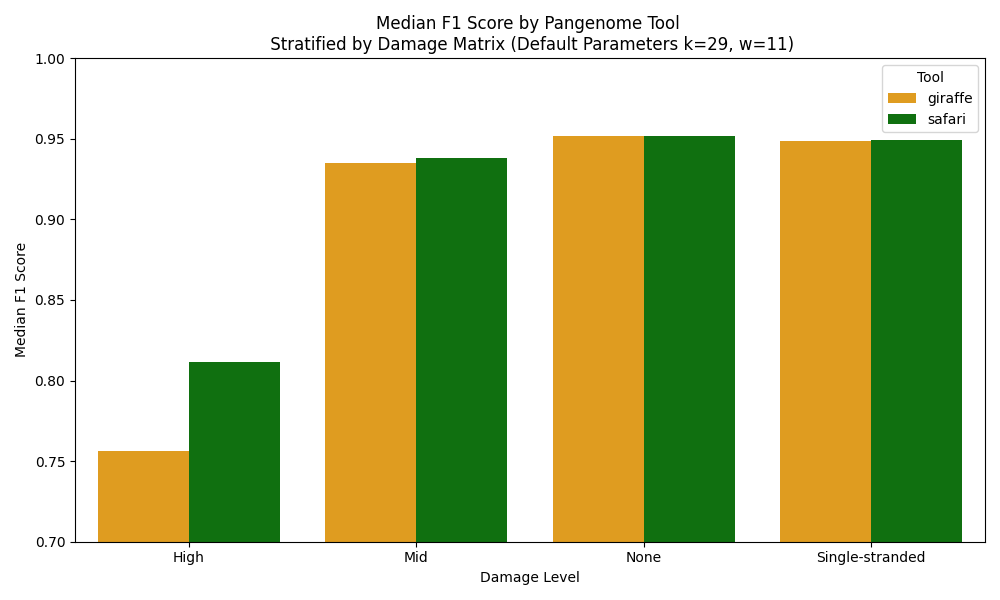 Median F1 Score by Pangenome Tool
Stratified by Damage Matrix (Default Parameters k=29, w=11)
Tool
giraffe
safari
Median F1 Score
1.00
0.95
0.90
0.85
0.80
0.75
0.70
High Mid None Single-stranded
Damage Level